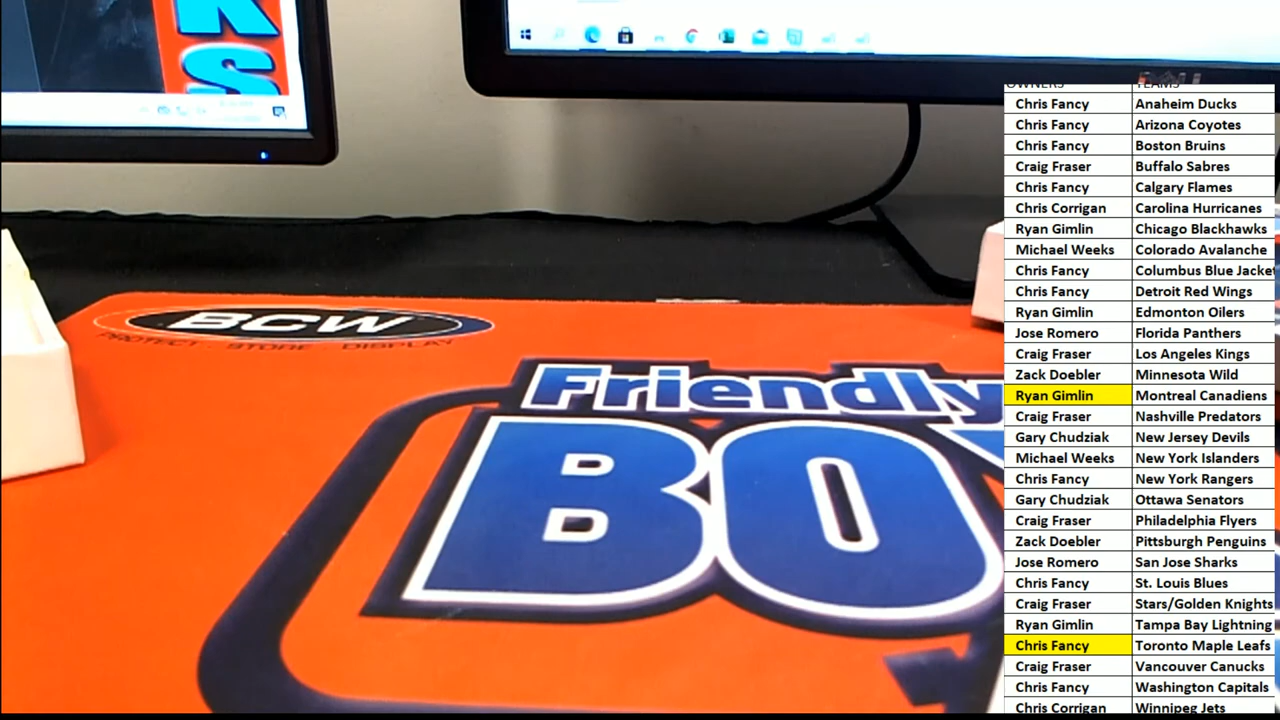 KS
BCW
PROTECT STORE DISPLAY
Friendly
BO
OWNERS TEAMS
Chris Fancy Anaheim Ducks
Chris Fancy Arizona Coyotes
Chris Fancy Boston Bruins
Craig Fraser Buffalo Sabres
Chris Fancy Calgary Flames
Chris Corrigan Carolina Hurricanes
Ryan Gimlin Chicago Blackhawks
Michael Weeks Colorado Avalanche
Chris Fancy Columbus Blue Jacket
Chris Fancy Detroit Red Wings
Ryan Gimlin Edmonton Oilers
Jose Romero Florida Panthers
Craig Fraser Los Angeles Kings
Zack Doebler Minnesota Wild
Ryan Gimlin Montreal Canadiens
Craig Fraser Nashville Predators
Gary Chudziak New Jersey Devils
Michael Weeks New York Islanders
Chris Fancy New York Rangers
Gary Chudziak Ottawa Senators
Craig Fraser Philadelphia Flyers
Zack Doebler Pittsburgh Penguins
Jose Romero San Jose Sharks
Chris Fancy St. Louis Blues
Craig Fraser Stars/Golden Knights
Ryan Gimlin Tampa Bay Lightning
Chris Fancy Toronto Maple Leafs
Craig Fraser Vancouver Canucks
Chris Fancy Washington Capitals
Chris Corrigan Winnipeg Jets